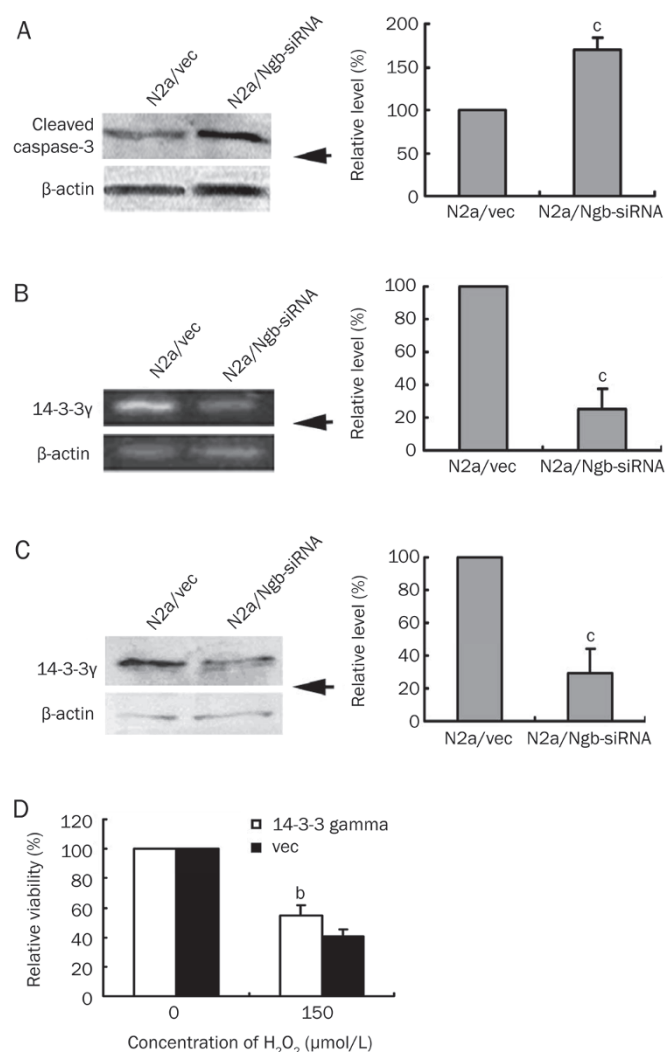 A
N2a/vec
N2a/Ngb-siRNA
Cleaved
caspase-3
β-actin
Relative level (%)
200
150
100
50
0
c
N2a/vec
N2a/Ngb-siRNA
B
N2a/vec
N2a/Ngb-siRNA
14-3-3γ
β-actin
Relative level (%)
100
80
60
40
20
0
c
N2a/vec
N2a/Ngb-siRNA
C
N2a/vec
N2a/Ngb-siRNA
14-3-3γ
β-actin
Relative level (%)
100
80
60
40
20
0
c
N2a/vec
N2a/Ngb-siRNA
D
Relative viability (%)
120
100
80
60
40
20
0
14-3-3 gamma
vec
b
0
150
Concentration of H₂O₂ (μmol/L)